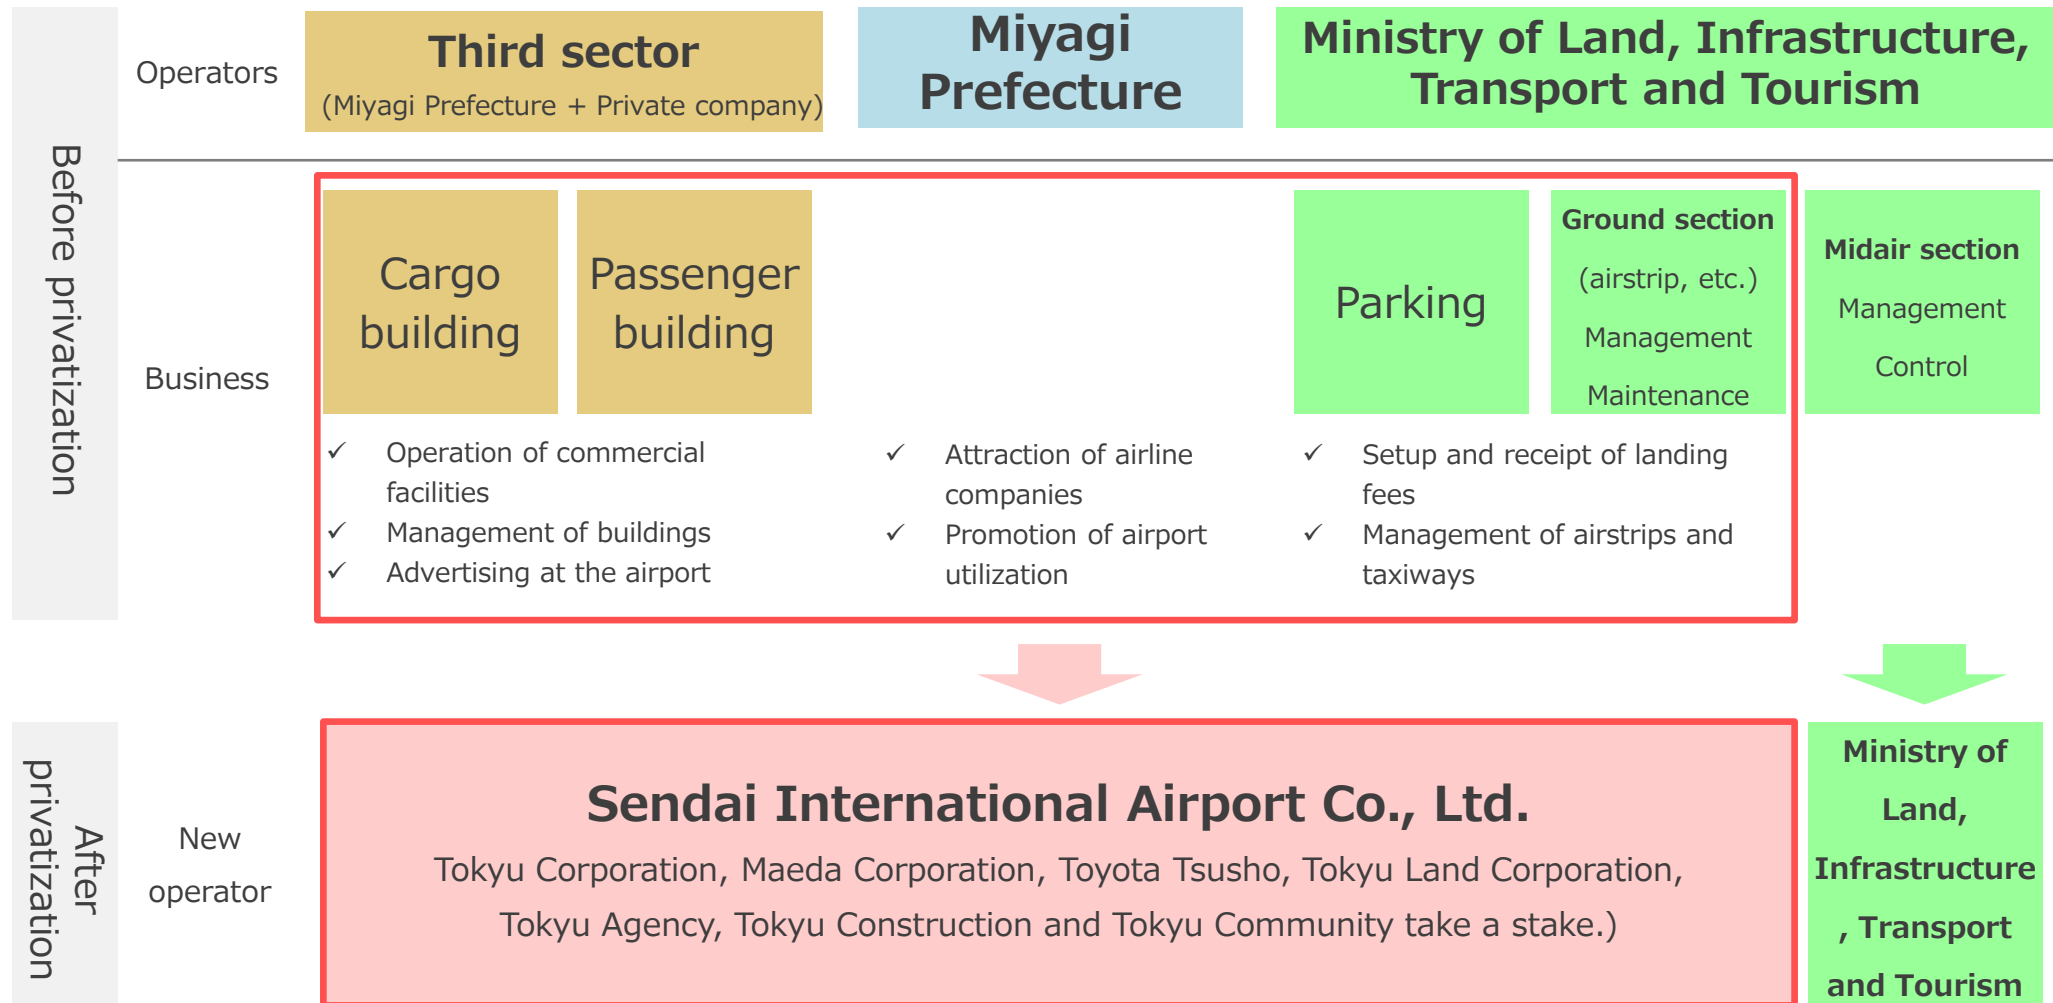 Before privatization
Operators
Third sector
(Miyagi Prefecture + Private company)
Miyagi
Prefecture
Ministry of Land, Infrastructure,
Transport and Tourism
Business
Cargo
building
Passenger
building
Parking
Ground section
(airstrip, etc.)
Management
Maintenance
Midair section
Management
Control
✓ Operation of commercial
facilities
✓ Management of buildings
✓ Advertising at the airport
✓ Attraction of airline
companies
✓ Promotion of airport
utilization
✓ Setup and receipt of landing
fees
✓ Management of airstrips and
taxiways
After
privatization
New
operator
Sendai International Airport Co., Ltd.
Tokyu Corporation, Maeda Corporation, Toyota Tsusho, Tokyu Land Corporation,
Tokyu Agency, Tokyu Construction and Tokyu Community take a stake.)
Ministry of
Land,
Infrastructure
, Transport
and Tourism